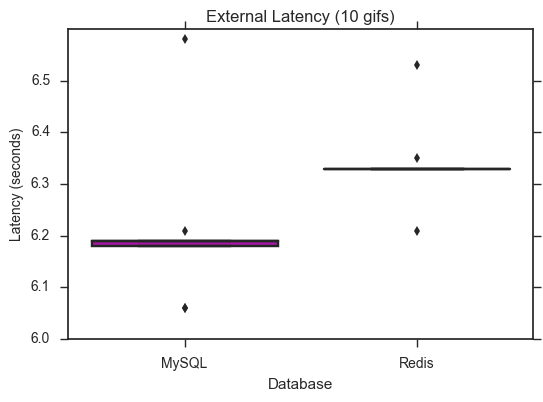 External Latency (10 gifs)
Latency (seconds)
6.5
6.4
6.3
6.2
6.1
6.0
MySQL
Redis
Database